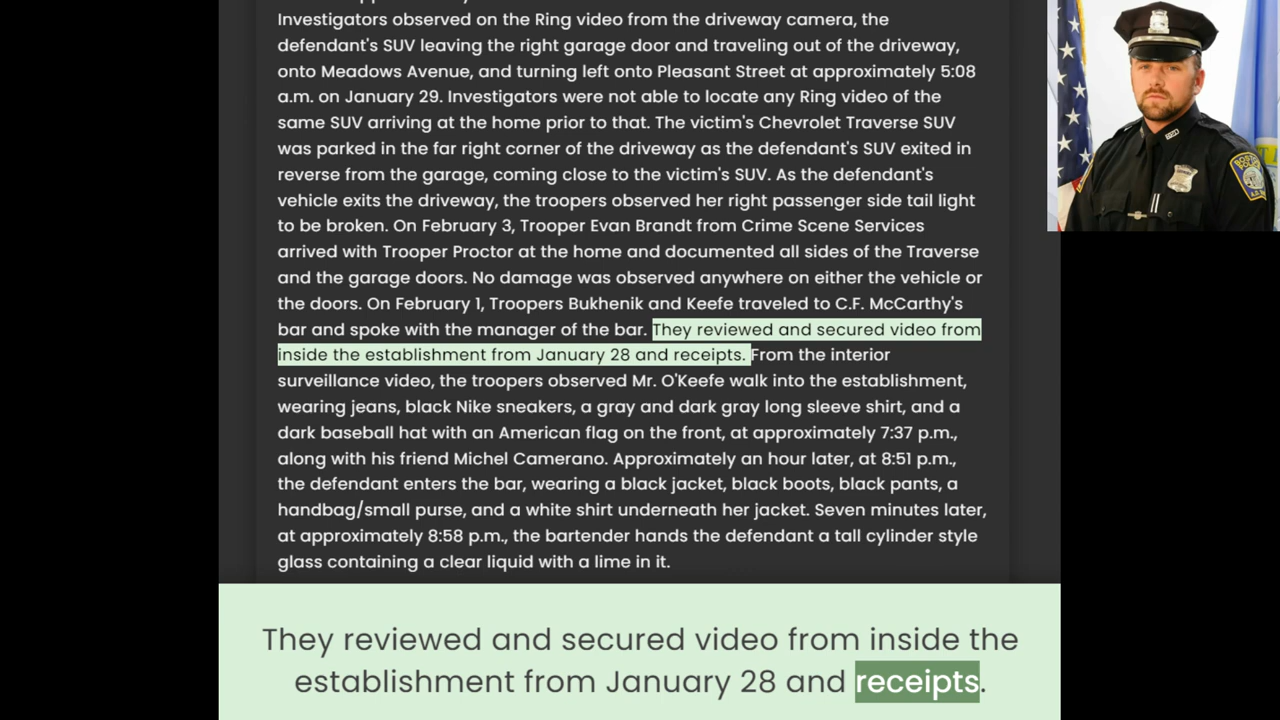 Investigators observed on the Ring video from the driveway camera, the
defendant's SUV leaving the right garage door and traveling out of the driveway,
onto Meadows Avenue, and turning left onto Pleasant Street at approximately 5:08
a.m. on January 29. Investigators were not able to locate any Ring video of the
same SUV arriving at the home prior to that. The victim's Chevrolet Traverse SUV
was parked in the far right corner of the driveway as the defendant's SUV exited in
reverse from the garage, coming close to the victim's SUV. As the defendant's
vehicle exits the driveway, the troopers observed her right passenger side tail light
to be broken. On February 3, Trooper Evan Brandt from Crime Scene Services
arrived with Trooper Proctor at the home and documented all sides of the Traverse
and the garage doors. No damage was observed anywhere on either the vehicle or
the doors. On February 1, Troopers Bukhenik and Keefe traveled to C.F. McCarthy's
bar and spoke with the manager of the bar. They reviewed and secured video from
inside the establishment from January 28 and receipts. From the interior
surveillance video, the troopers observed Mr. O'Keefe walk into the establishment,
wearing jeans, black Nike sneakers, a gray and dark gray long sleeve shirt, and a
dark baseball hat with an American flag on the front, at approximately 7:37 p.m.,
along with his friend Michel Camerano. Approximately an hour later, at 8:51 p.m.,
the defendant enters the bar, wearing a black jacket, black boots, black pants, a
handbag/small purse, and a white shirt underneath her jacket. Seven minutes later,
at approximately 8:58 p.m., the bartender hands the defendant a tall cylinder style
glass containing a clear liquid with a lime in it.
They reviewed and secured video from inside the
establishment from January 28 and receipts.